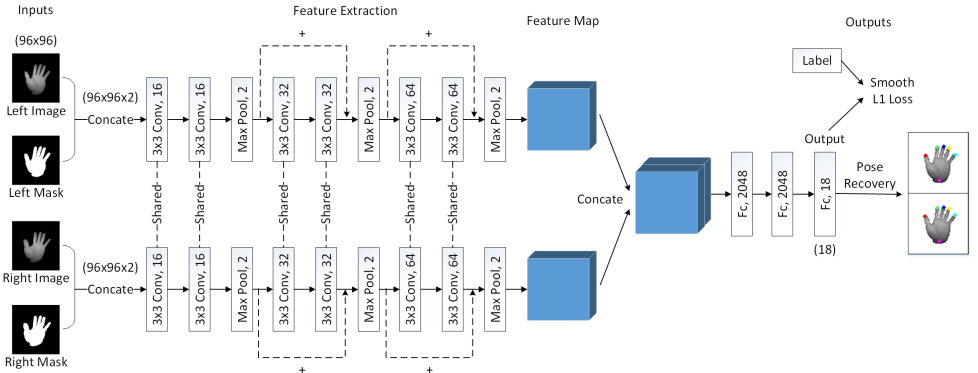 Inputs
Feature Extraction
Feature Map
Outputs
(96x96)
Left Image
Left Mask
(96x96x2)
Concate
3x3 Conv, 16
3x3 Conv, 16
Max Pool, 2
+
3x3 Conv, 32
3x3 Conv, 32
Max Pool, 2
+
3x3 Conv, 64
3x3 Conv, 64
Max Pool, 2
Shared
Shared
Shared
Shared
Shared
Shared
Right Image
Right Mask
(96x96x2)
Concate
3x3 Conv, 16
3x3 Conv, 16
Max Pool, 2
3x3 Conv, 32
3x3 Conv, 32
+
Max Pool, 2
3x3 Conv, 64
3x3 Conv, 64
+
Max Pool, 2
Concate
Fc, 2048
Fc, 2048
Fc, 18
(18)
Output
Label
Smooth
L1 Loss
Pose
Recovery